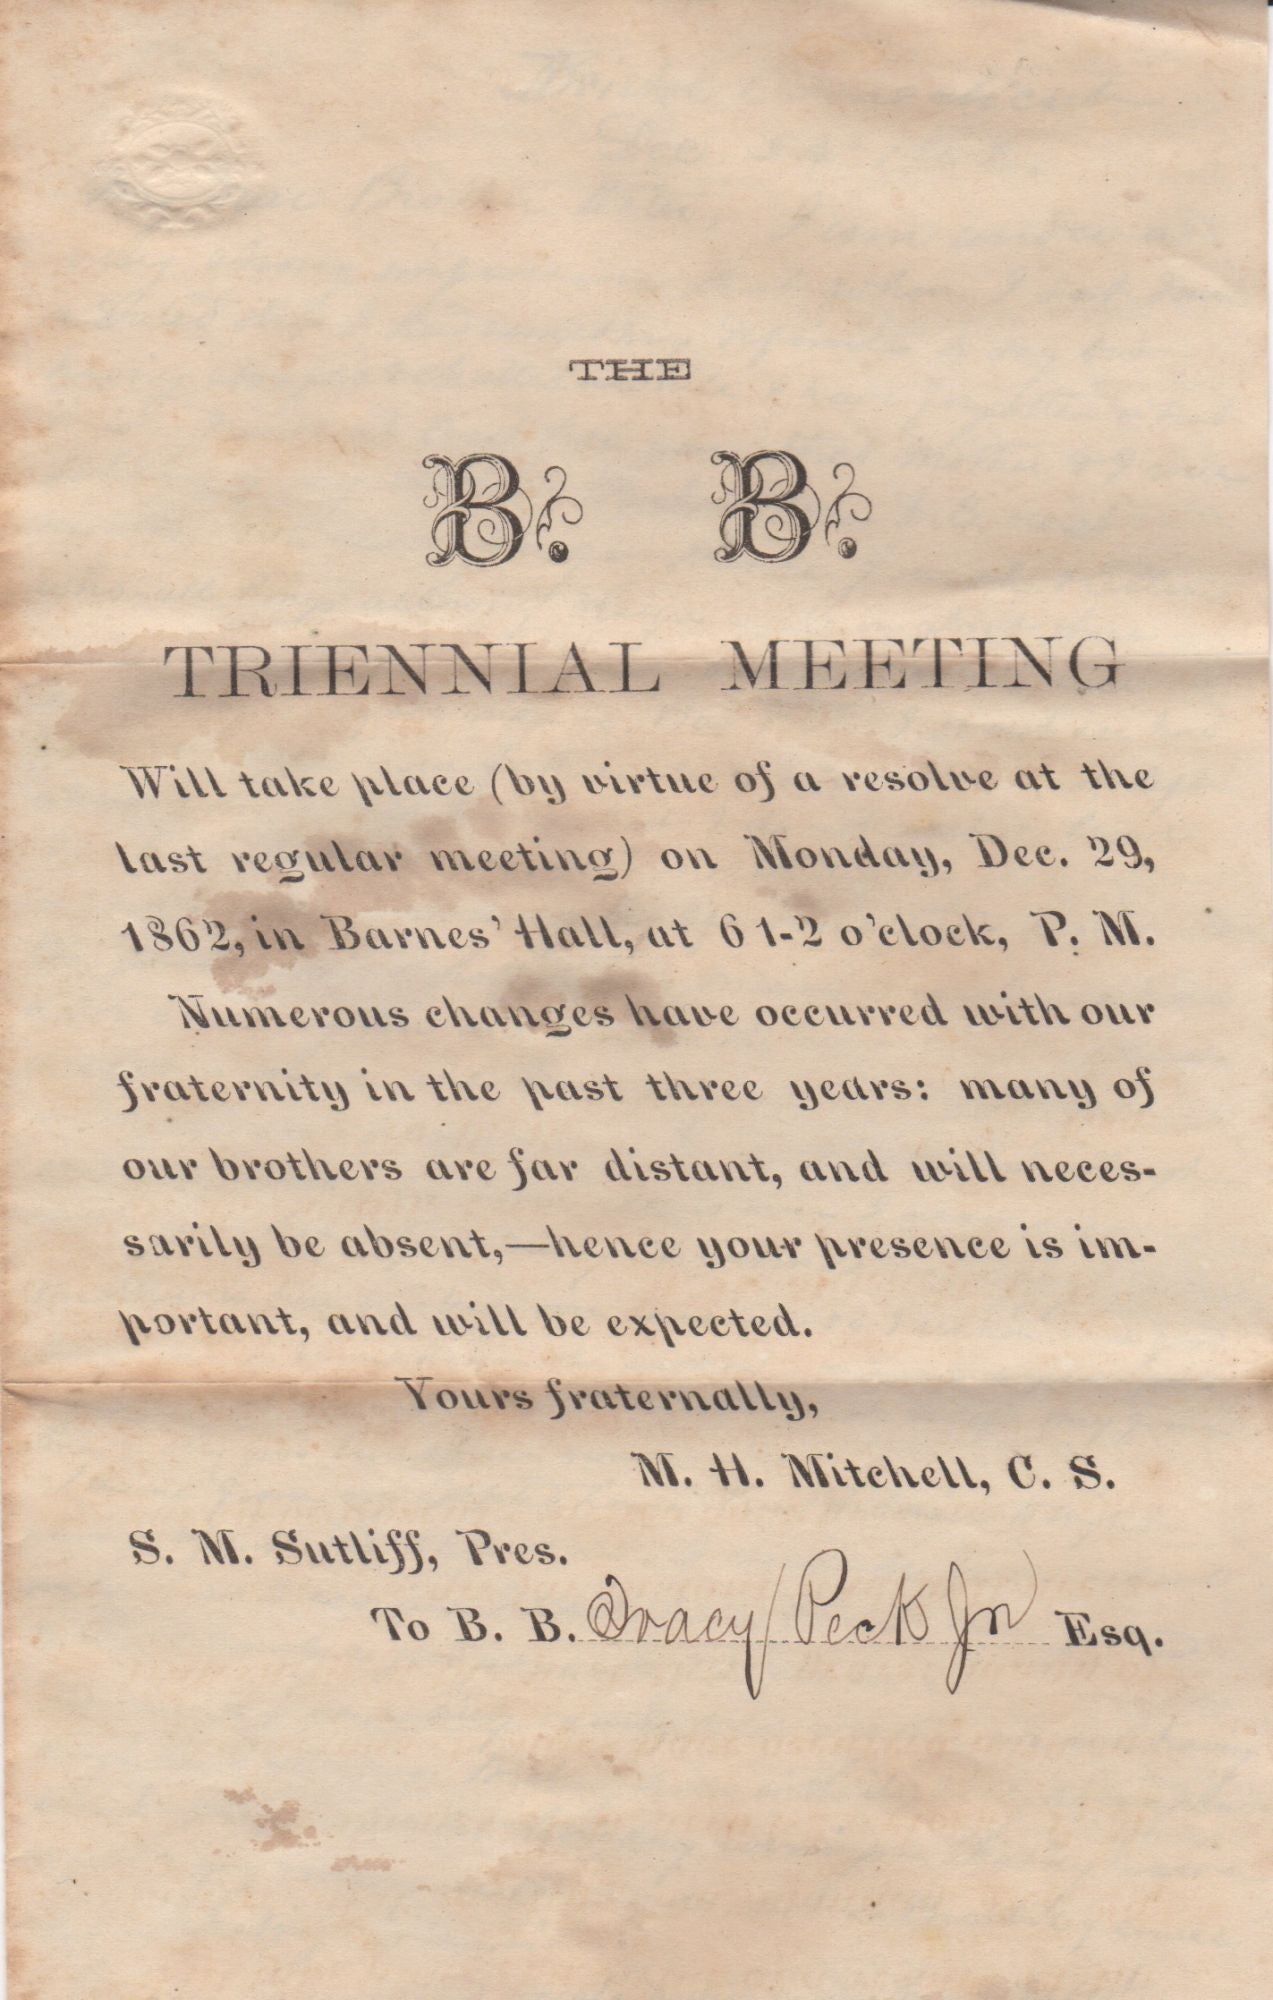 THE
B. B.
TRIENNIAL MEETING
Will take place (by virtue of a resolve at the
last regular meeting) on Monday, Dec. 29,
1862, in Barnes' Hall, at 6 1-2 o'clock, P. M.
Numerous changes have occurred with our
fraternity in the past three years: many of
our brothers are far distant, and will neces-
sarily be absent,—hence your presence is im-
portant, and will be expected.
Yours fraternally,
M. H. Mitchell, C. S.
S. M. Sutliff, Pres.
To B. B. Tracy Peck Jn Esq.